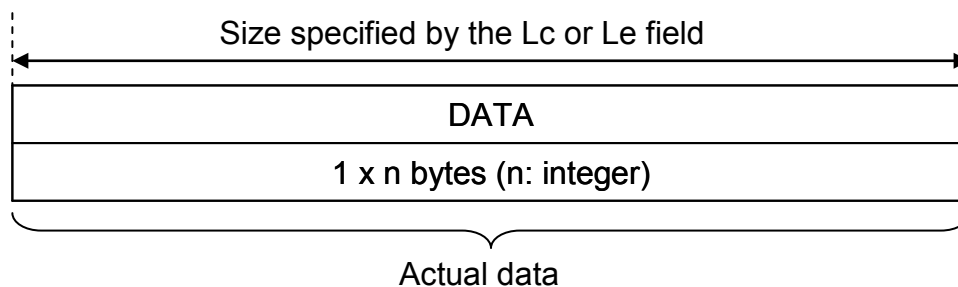 Size specified by the Lc or Le field
DATA
1 x n bytes (n: integer)
Actual data